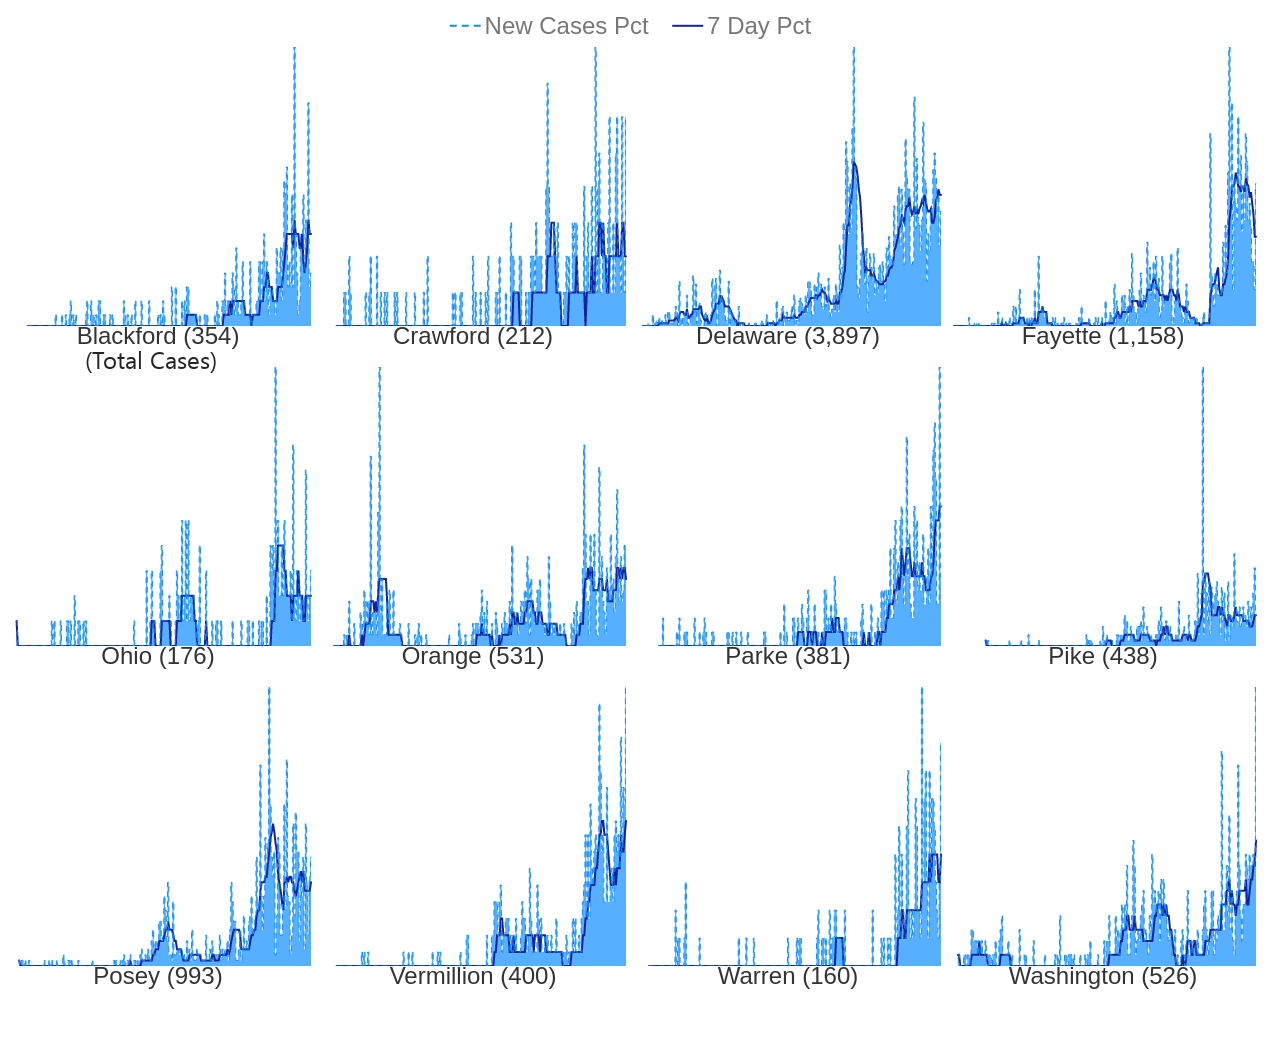 New Cases Pct 7 Day Pct
Blackford (354) Crawford (212) Delaware (3,897) Fayette (1,158)
(Total Cases)
Ohio (176) Orange (531) Parke (381) Pike (438)
Posey (993) Vermillion (400) Warren (160) Washington (526)